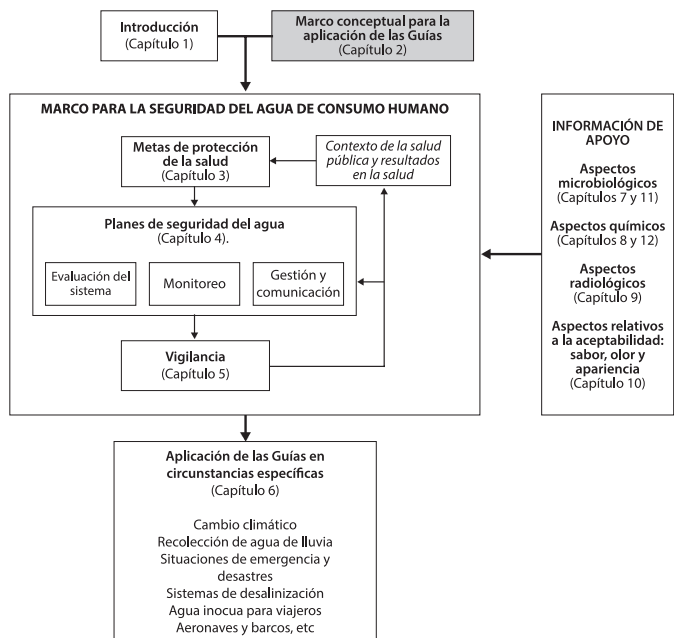 Introducción
(Capítulo 1)
Marco conceptual para la
aplicación de las Guías
(Capítulo 2)
MARCO PARA LA SEGURIDAD DEL AGUA DE CONSUMO HUMANO
Metas de protección
de la salud
(Capítulo 3)
Contexto de la salud
pública y resultados
en la salud
Planes de seguridad del agua
(Capítulo 4).
Evaluación del
sistema
Monitoreo
Gestión y
comunicación
Vigilancia
(Capítulo 5)
INFORMACIÓN DE
APOYO
Aspectos
microbiológicos
(Capítulos 7 y 11)
Aspectos químicos
(Capítulos 8 y 12)
Aspectos
radiológicos
(Capítulo 9)
Aspectos relativos
a la aceptabilidad:
sabor, olor y
apariencia
(Capítulo 10)
Aplicación de las Guías en
circunstancias específicas
(Capítulo 6)
Cambio climático
Recolección de agua de lluvia
Situaciones de emergencia y
desastres
Sistemas de desalinización
Agua inocua para viajeros
Aeronaves y barcos, etc